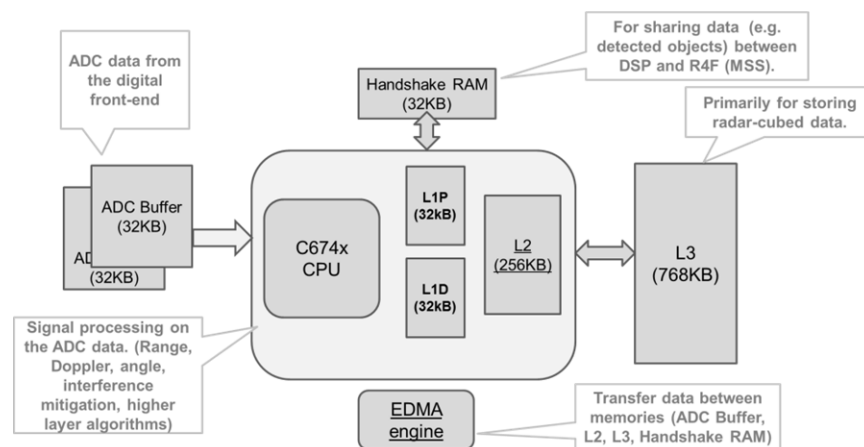 ADC data from
the digital
front-end
For sharing data (e.g.
detected objects) between
DSP and R4F (MSS).
Handshake RAM
(32KB)
Primarily for storing
radar-cubed data.
ADC Buffer
(32KB)
AD
(32KB)
C674x
CPU
L1P
(32kB)
L1D
(32kB)
L2
(256KB)
L3
(768KB)
Signal processing on
the ADC data. (Range,
Doppler, angle,
interference
mitigation, higher
layer algorithms)
EDMA
engine
Transfer data between
memories (ADC Buffer,
L2, L3, Handshake RAM)